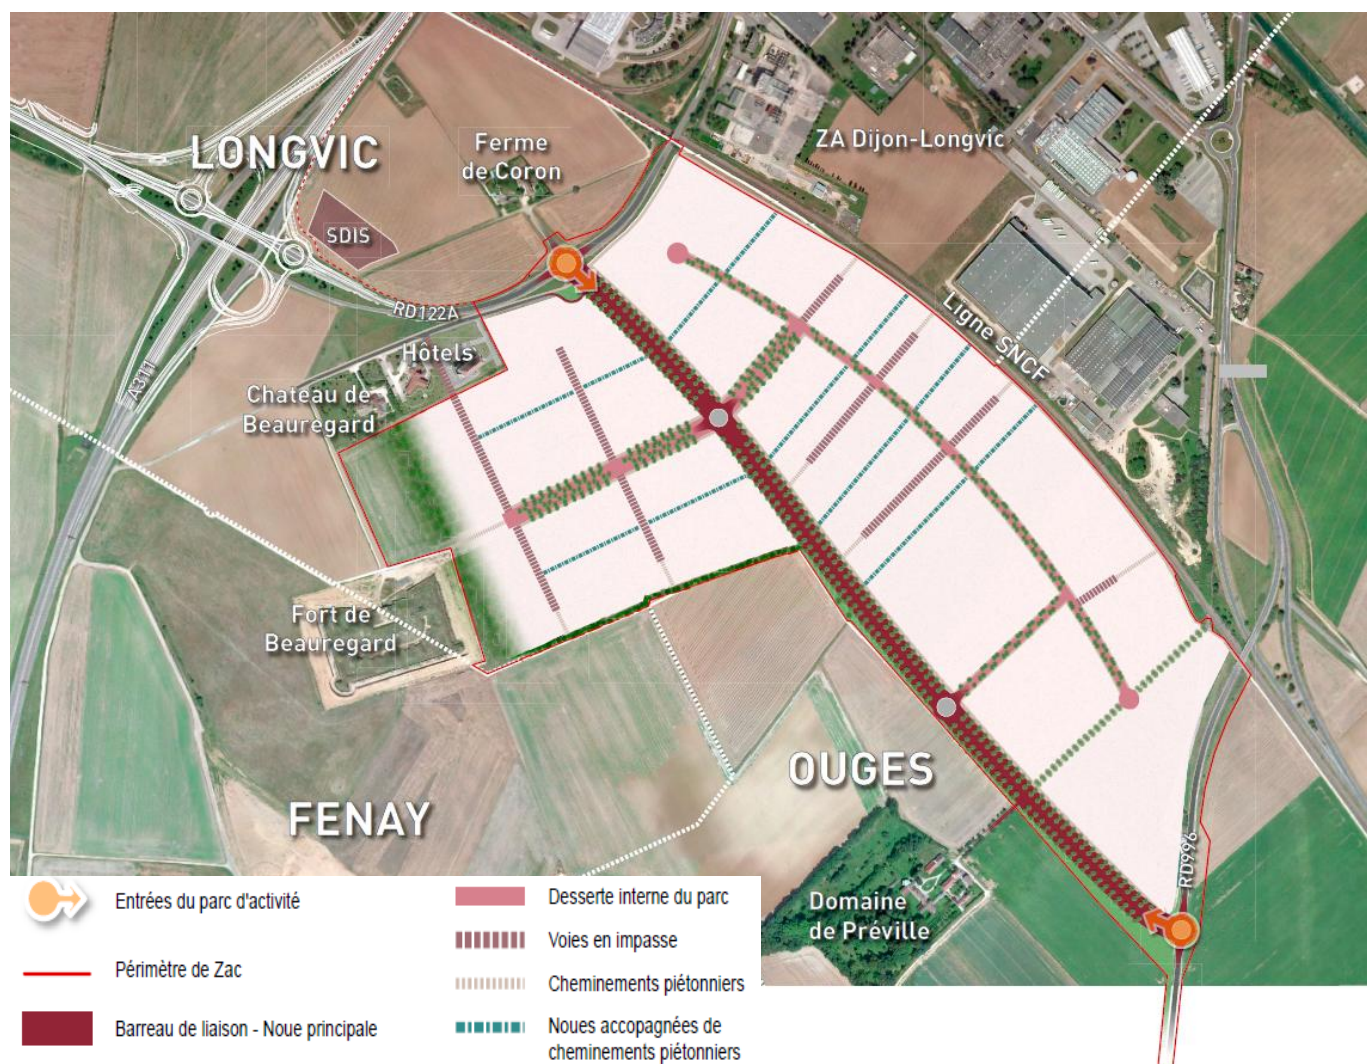 LONGVIC
Ferme
de Coron
ZA Dijon-Longvic
SDIS
RD122A
Ligne SNCF
Hôtels
A311
Chateau de
Beauregard
Fort de
Beauregard
OUGES
FENAY
RD996
Domaine
de Préville
Entrées du parc d'activité
Périmètre de Zac
Barreau de liaison - Noue principale
Desserte interne du parc
Voies en impasse
Cheminements piétonniers
Noues accopagnées de
cheminements piétonniers